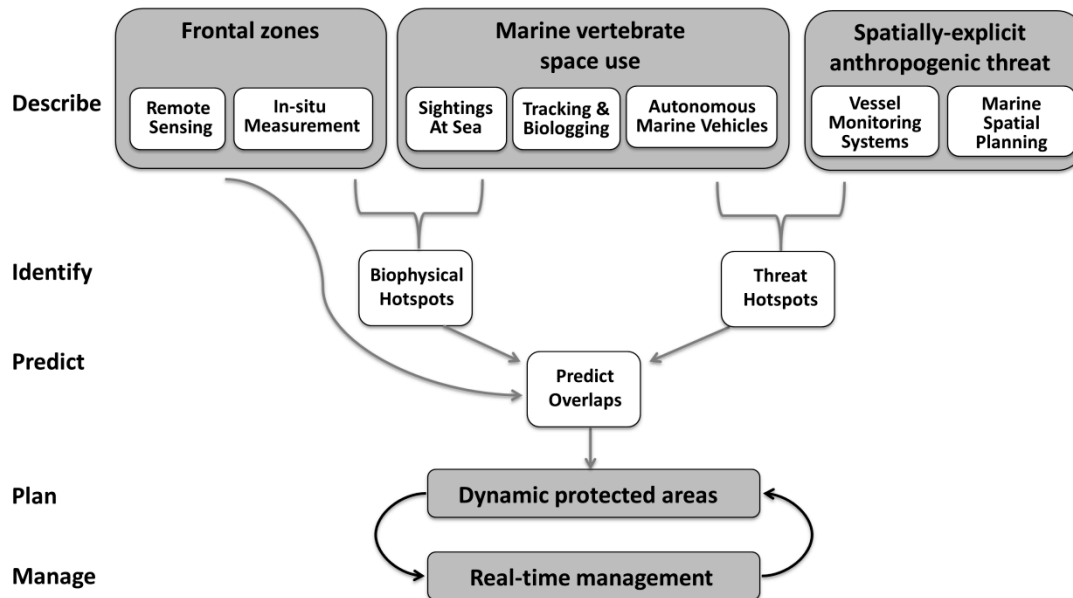 Frontal zones
Marine vertebrate
space use
Spatially-explicit
anthropogenic threat
Describe
Remote
Sensing
In-situ
Measurement
Sightings
At Sea
Tracking &
Biologging
Autonomous
Marine Vehicles
Vessel
Monitoring
Systems
Marine
Spatial
Planning
Identify
Biophysical
Hotspots
Threat
Hotspots
Predict
Predict
Overlaps
Plan
Dynamic protected areas
Manage
Real-time management